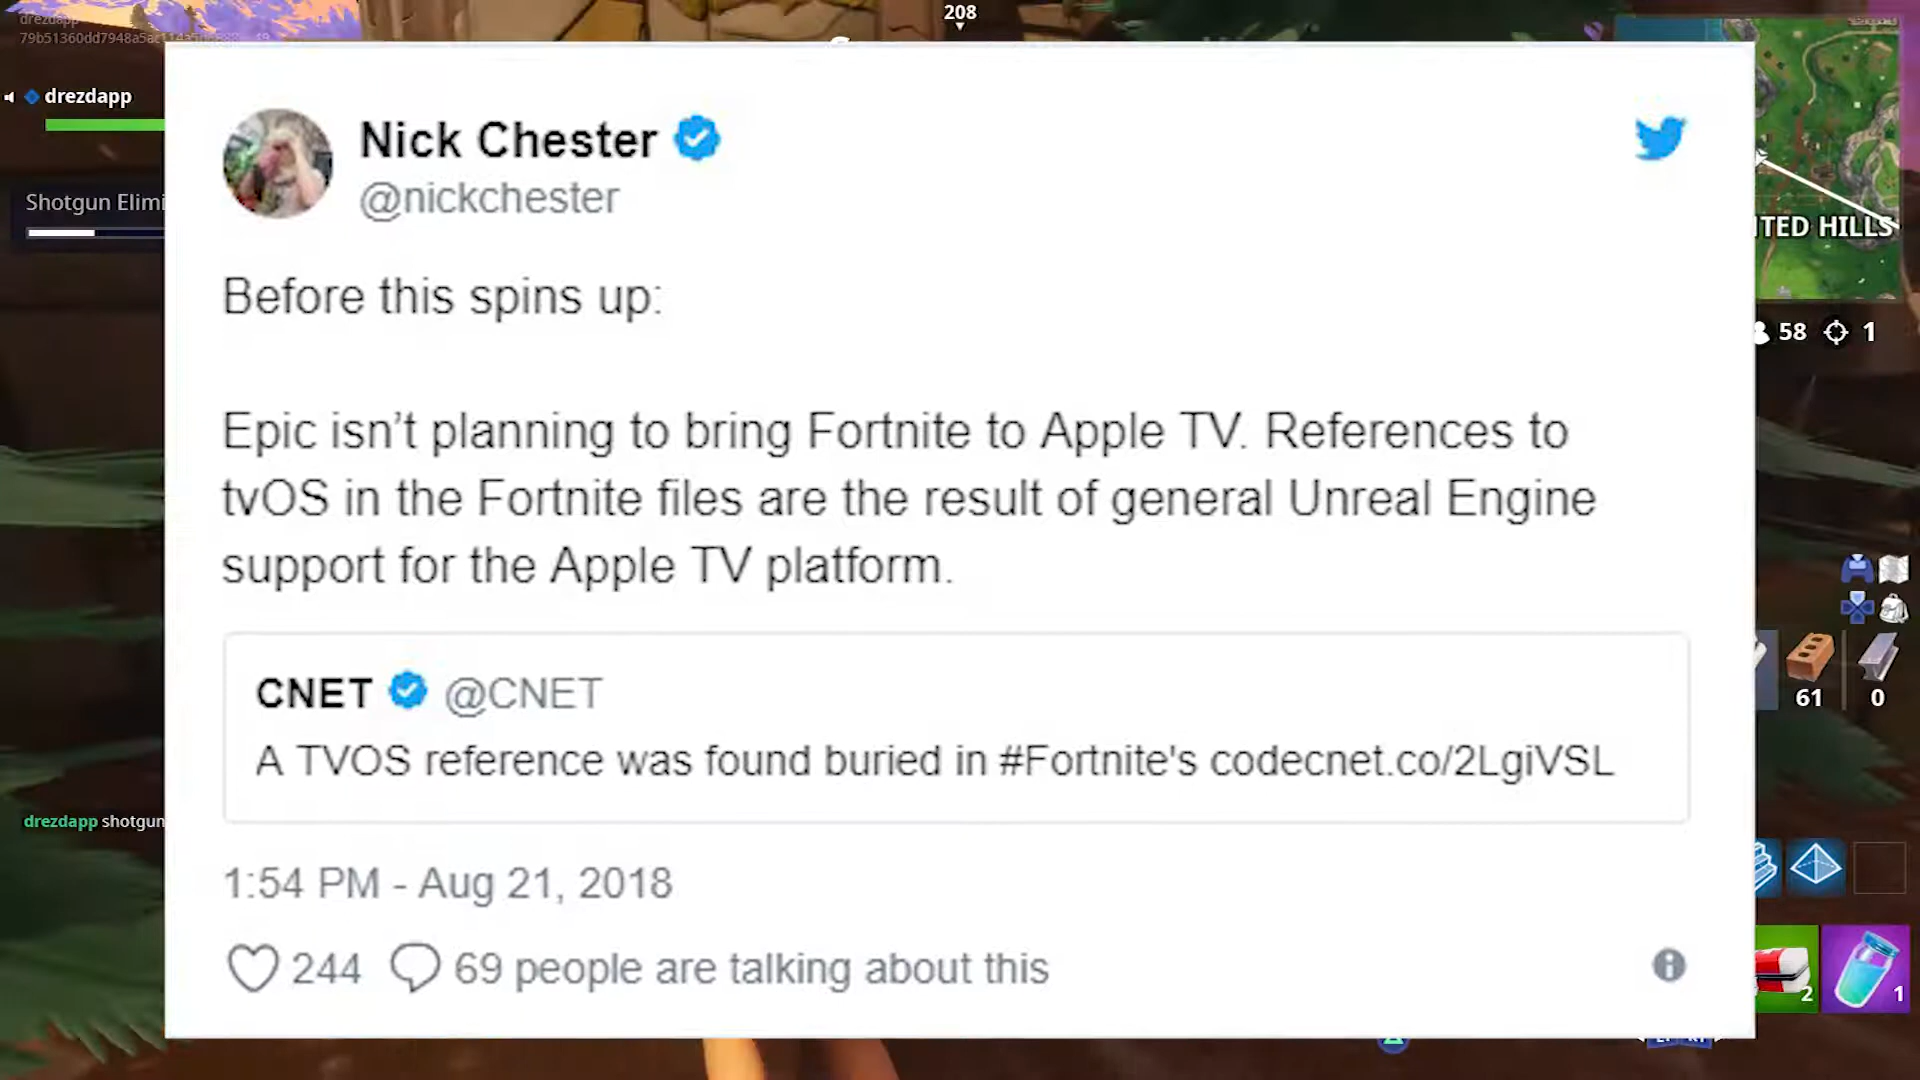 drezdapp
208
drezdapp
Shotgun Elimi
Nick Chester
@nickchester
Before this spins up:
Epic isn’t planning to bring Fortnite to Apple TV. References to
tvOS in the Fortnite files are the result of general Unreal Engine
support for the Apple TV platform.
CNET @CNET
A TVOS reference was found buried in #Fortnite's codecnet.co/2LgiVSL
1:54 PM - Aug 21, 2018
244 69 people are talking about this
TED HILLS
58 1
61 0
drezdapp shotgun
2 1